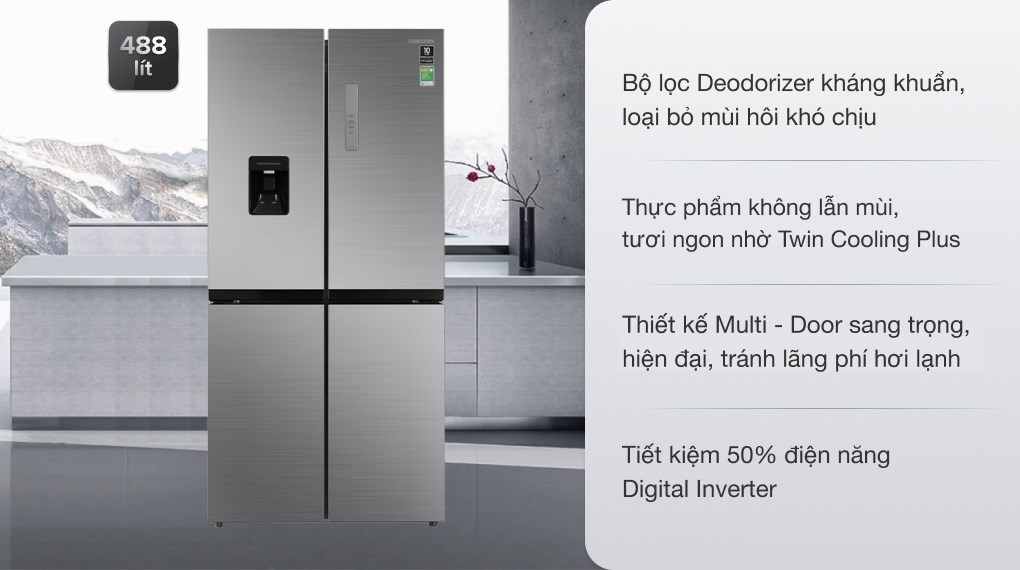 488
lít
SAMSUNG
10
Bộ lọc Deodorizer kháng khuẩn,
loại bỏ mùi hôi khó chịu
Thực phẩm không lẫn mùi,
tươi ngon nhờ Twin Cooling Plus
Thiết kế Multi - Door sang trọng,
hiện đại, tránh lãng phí hơi lạnh
Tiết kiệm 50% điện năng
Digital Inverter